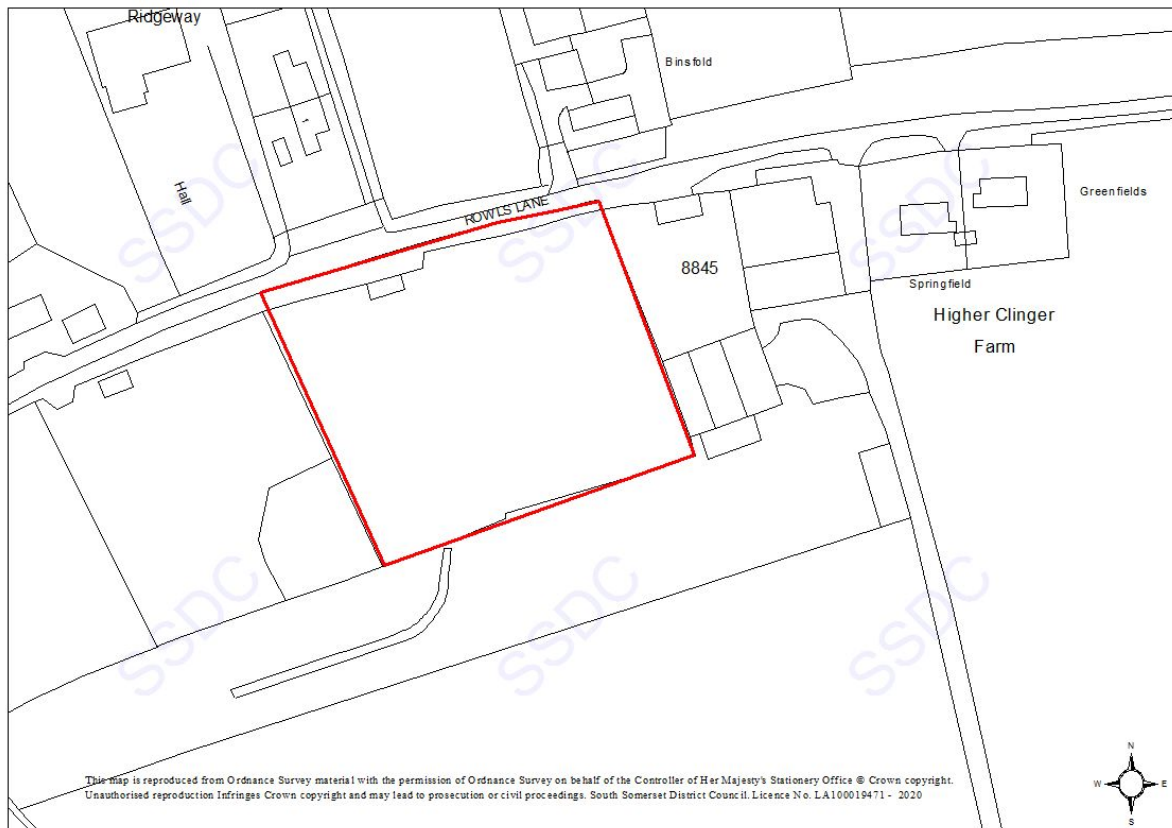 Ridgeway
Binsfold
1
Hall
Greenfields
ROWLS LANE
8845
Springfield
Higher Clinger
Farm
SSDC
SSDC
SSDC
SSDC
SSDC
SSDC
N
W E
S
This map is reproduced from Ordnance Survey material with the permission of Ordnance Survey on behalf of the Controller of Her Majesty's Stationery Office © Crown copyright.
Unauthorised reproduction Infringes Crown copyright and may lead to prosecution or civil proceedings. South Somerset District Council. Licence No. LA100019471 - 2020